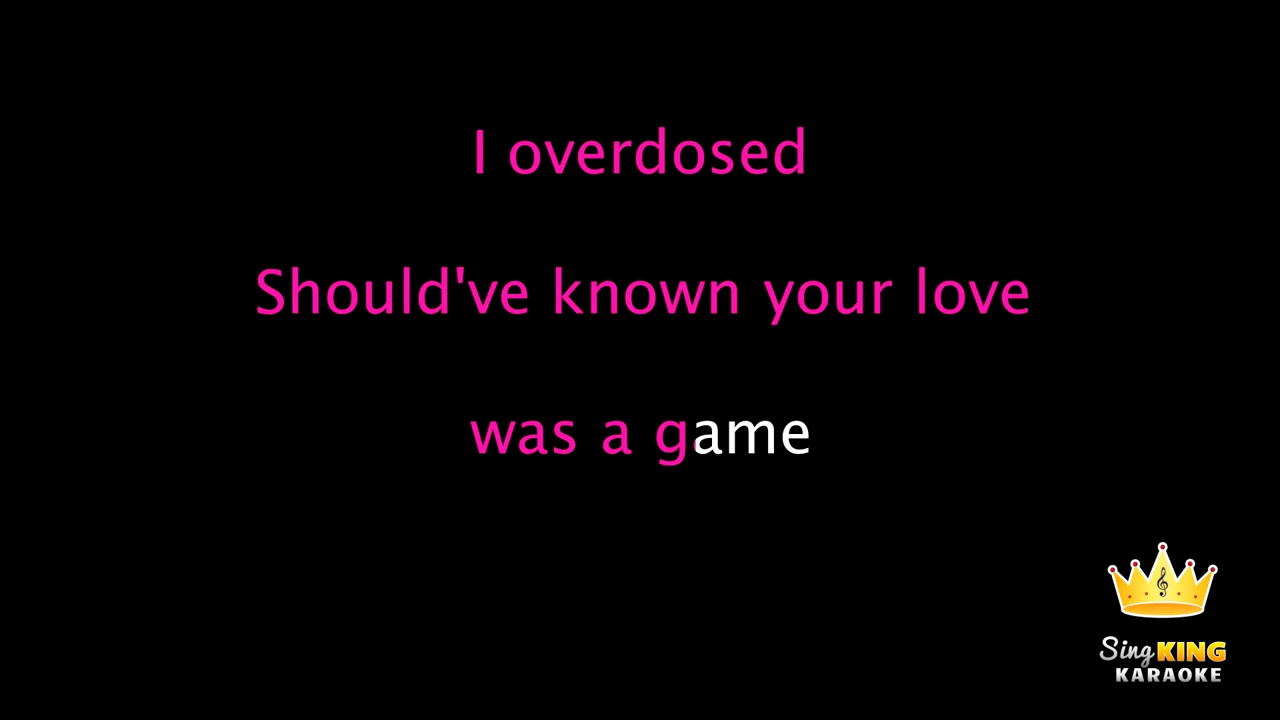 I overdosed
Should've known your love
was a game
Sing KING
KARAOKE